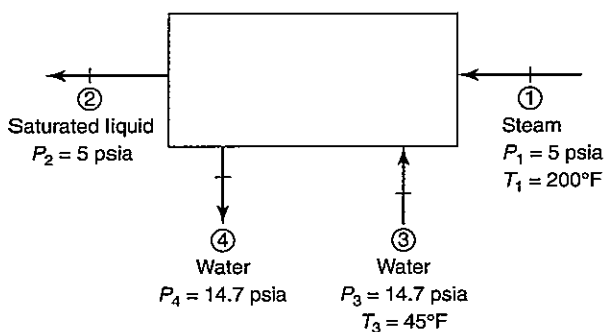 ②
Saturated liquid
P₂ = 5 psia
①
Steam
P₁ = 5 psia
T₁ = 200°F
④
Water
P₄ = 14.7 psia
③
Water
P₃ = 14.7 psia
T₃ = 45°F